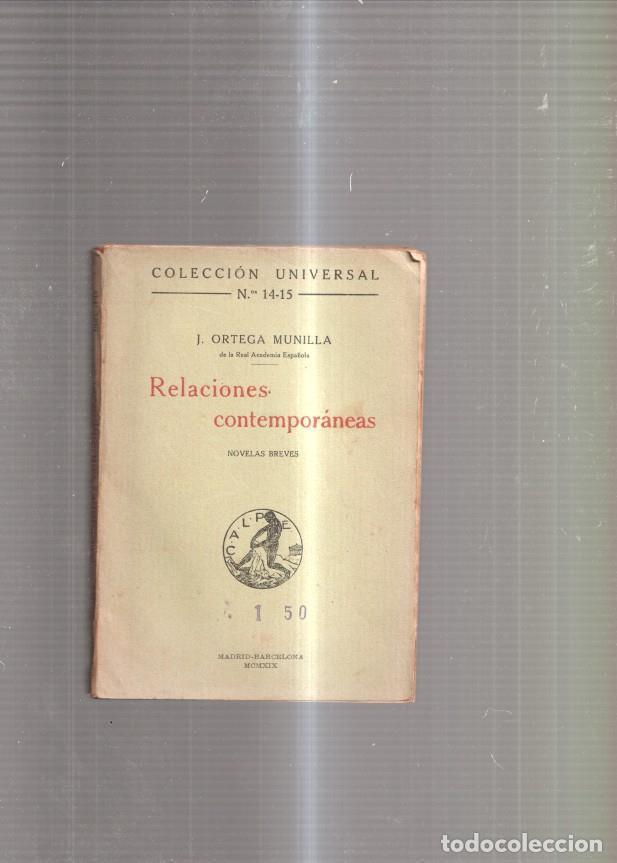 COLECCIÓN UNIVERSAL
N.os 14-15
J. ORTEGA MUNILLA
de la Real Academia Española
Relaciones
contemporáneas
NOVELAS BREVES
CALPE
1 50
MADRID-BARCELONA
MCMXIX
todocoleccion